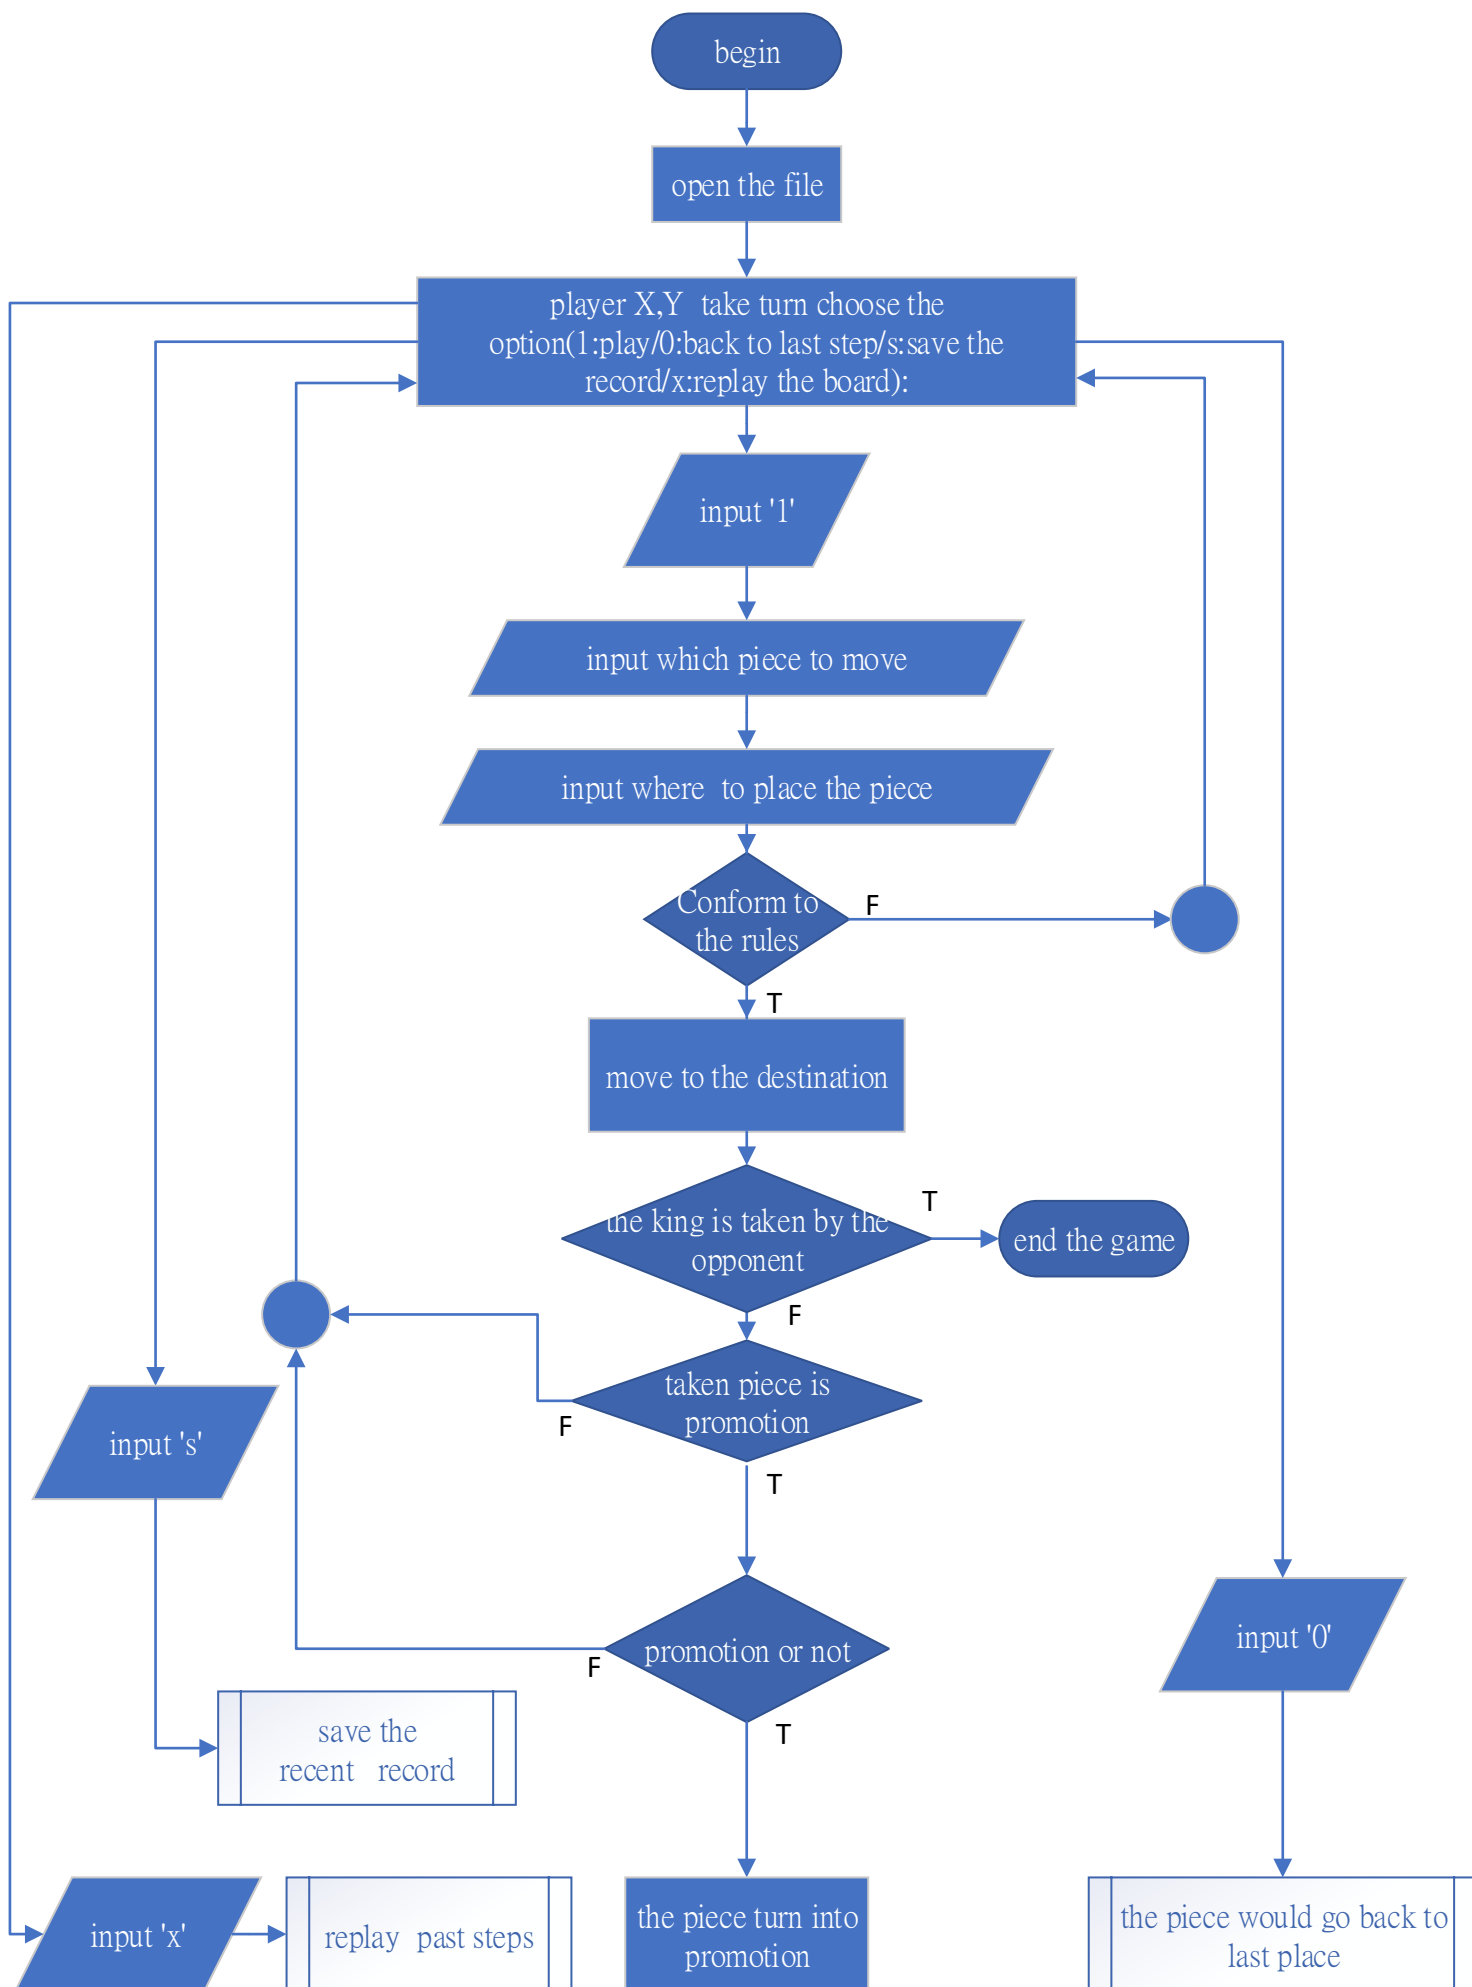 begin
open the file
player X,Y take turn choose the
option(1:play/0:back to last step/s:save the
record/x:replay the board):
input '1'
input which piece to move
input where to place the piece
Conform to
the rules
F
T
move to the destination
the king is taken by the
opponent
T
end the game
F
taken piece is
promotion
F
T
input 's'
promotion or not
F
T
input '0'
save the
recent record
input 'x'
replay past steps
the piece turn into
promotion
the piece would go back to
last place